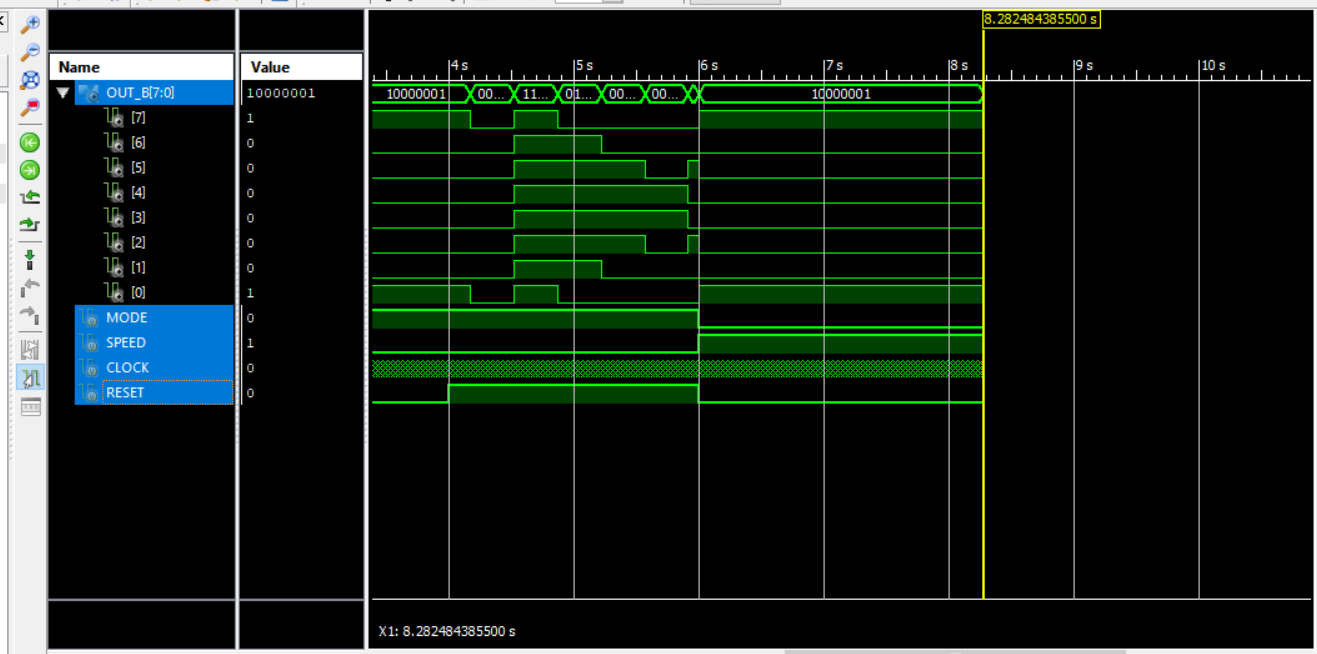 8.282484385500 s
Name Value
4 s 5 s 6 s 7 s 8 s 9 s 10 s
OUT_B[7:0] 10000001 10000001 00... 11... 01... 00... 00... 10000001
[7] 1
[6] 0
[5] 0
[4] 0
[3] 0
[2] 0
[1] 0
[0] 1
MODE 0
SPEED 1
CLOCK 0
RESET 0
X1: 8.282484385500 s